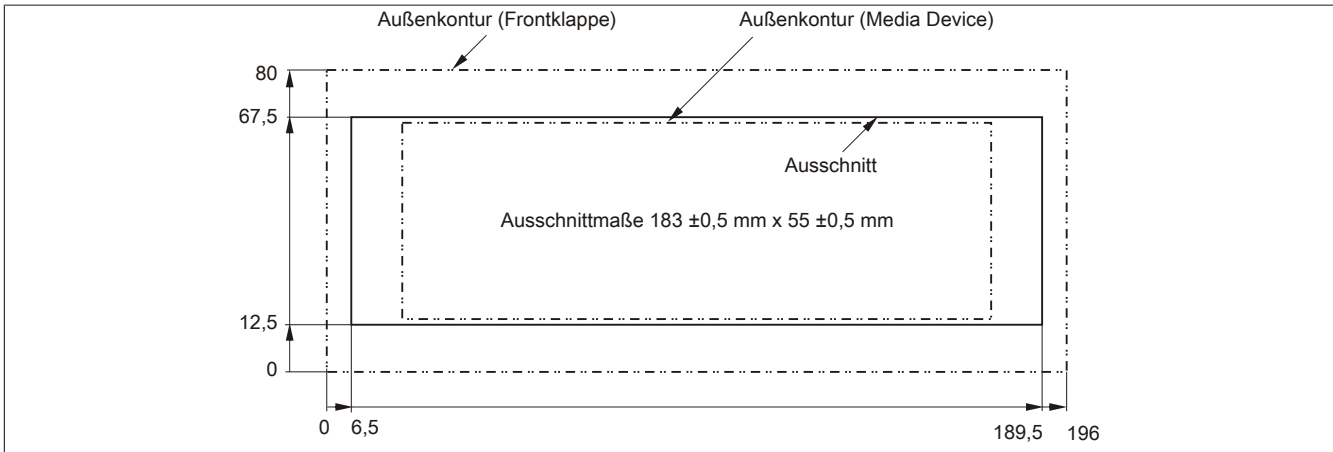 Außenkontur (Frontklappe)
Außenkontur (Media Device)
80
67,5
Ausschnitt
Ausschnittmaße 183 ±0,5 mm x 55 ±0,5 mm
12,5
0
0
6,5
189,5
196